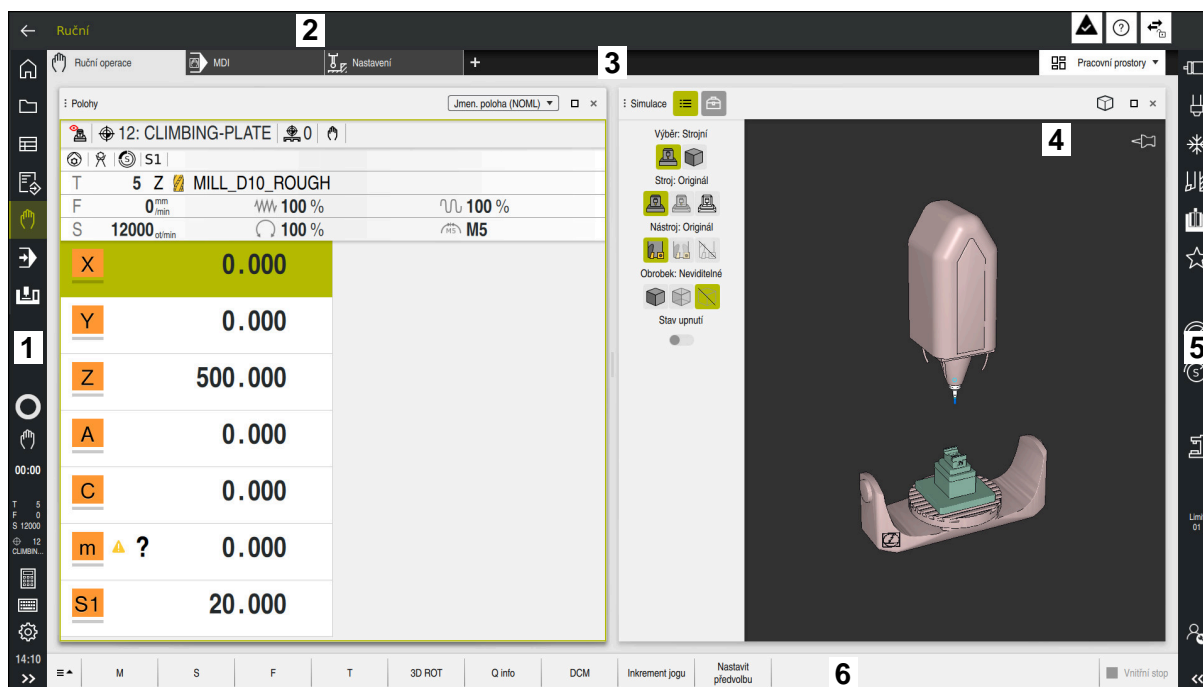 Ruční
2
Ruční operace
MDI
Nastavení
+
3
Pracovní prostory
Polohy
Jmen. poloha (NOML)
12: CLIMBING-PLATE
0
S1
T 5 Z MILL_D10_ROUGH
F 0 mm/min 100 % 100 %
S 12000 ot/min 100 % M5
X 0.000
Y 0.000
Z 500.000
A 0.000
C 0.000
m ? 0.000
S1 20.000
Simulace
Výběr: Strojní
Stroj: Originál
Nástroj: Originál
Obrobek: Neviditelné
Stav upnutí
4
1
00:00
T 5
F 0
S 12000
12
CLIMBIN...
14:10
5
S
Limit
01
M
S
F
T
3D ROT
Q info
DCM
Inkrement jogu
Nastavit
předvolbu
6
Vnitřní stop